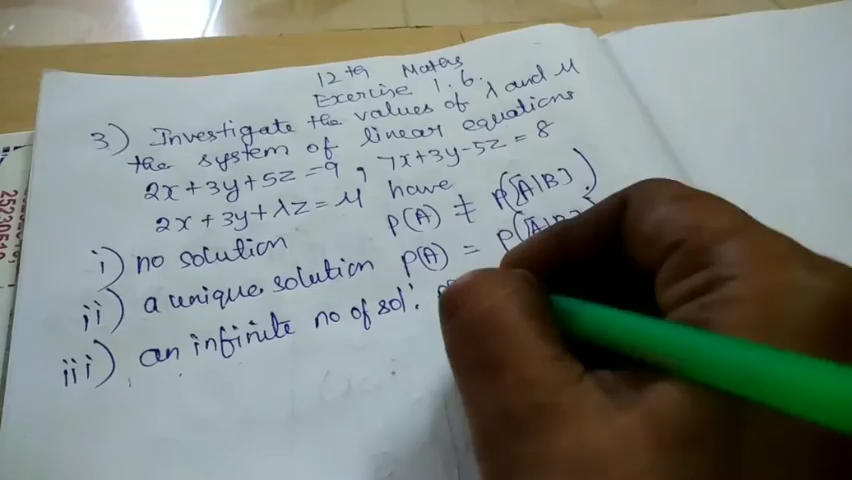 12th Maths
Exercise 1.6.
3) Investigate the values of λ and μ
the system of linear equations
2x+3y+5z=9, 7x+3y-5z=8
2x+3y+λz=μ have
i) no solution ρ(A) ≠ ρ([A|B])
ii) a unique solution ρ(A) = ρ([A|B]
iii) an infinite no of sol: